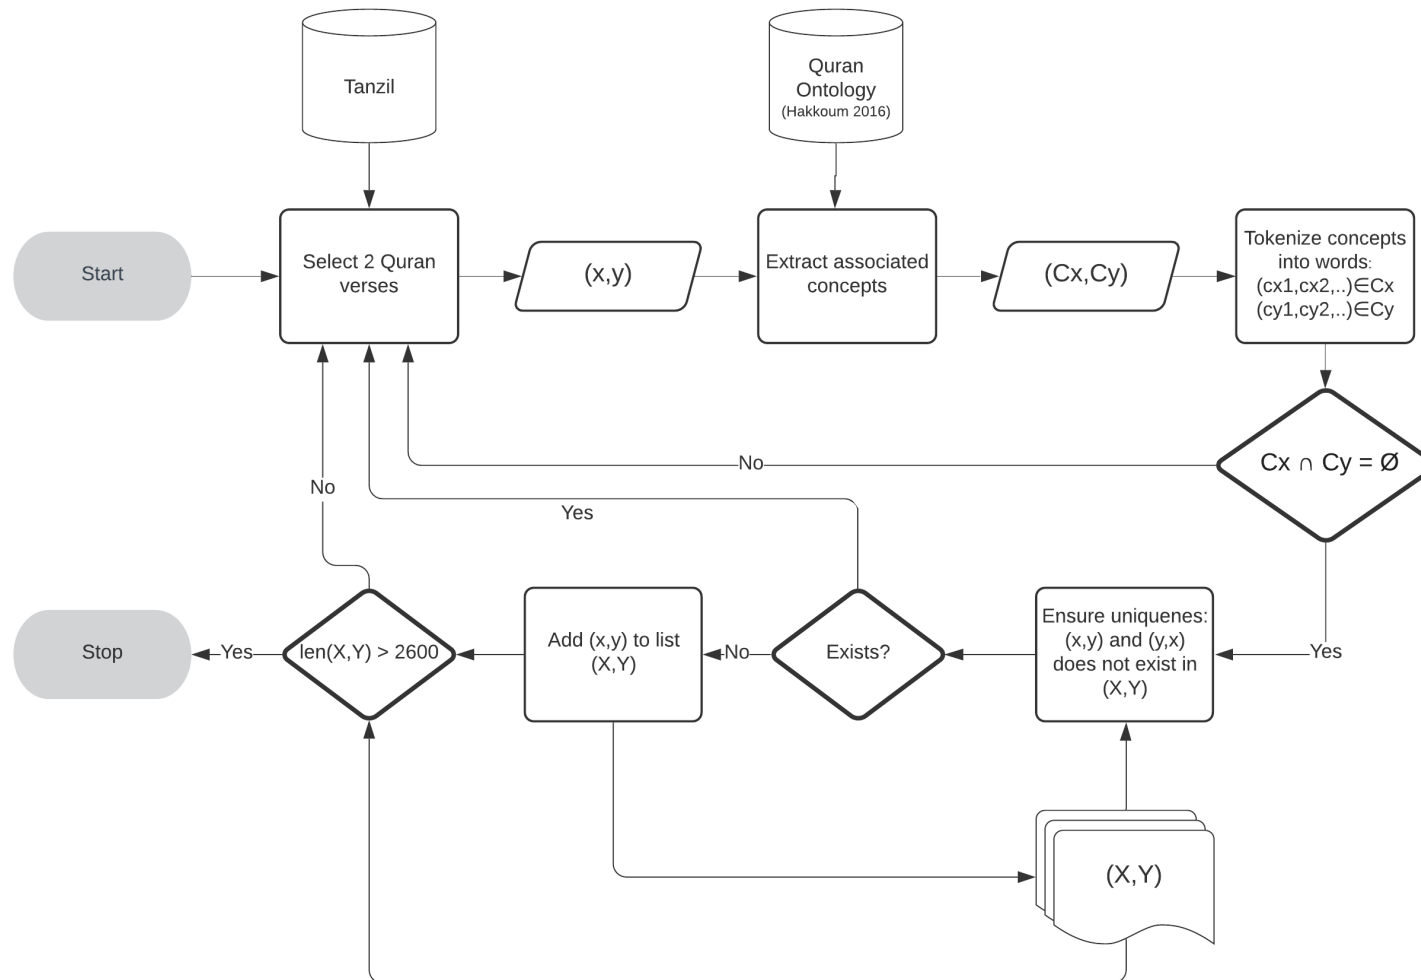 Tanzil
Quran
Ontology
(Hakkoum 2016)
Start
Select 2 Quran
verses
(x,y)
Extract associated
concepts
(Cx,Cy)
Tokenize concepts
into words:
(cx1,cx2,..)∈Cx
(cy1,cy2,..)∈Cy
No
Cx ∩ Cy = Ø
No
Yes
Stop
Yes
len(X,Y) > 2600
Add (x,y) to list
(X,Y)
No
Exists?
Ensure uniquenes:
(x,y) and (y,x)
does not exist in
(X,Y)
Yes
(X,Y)